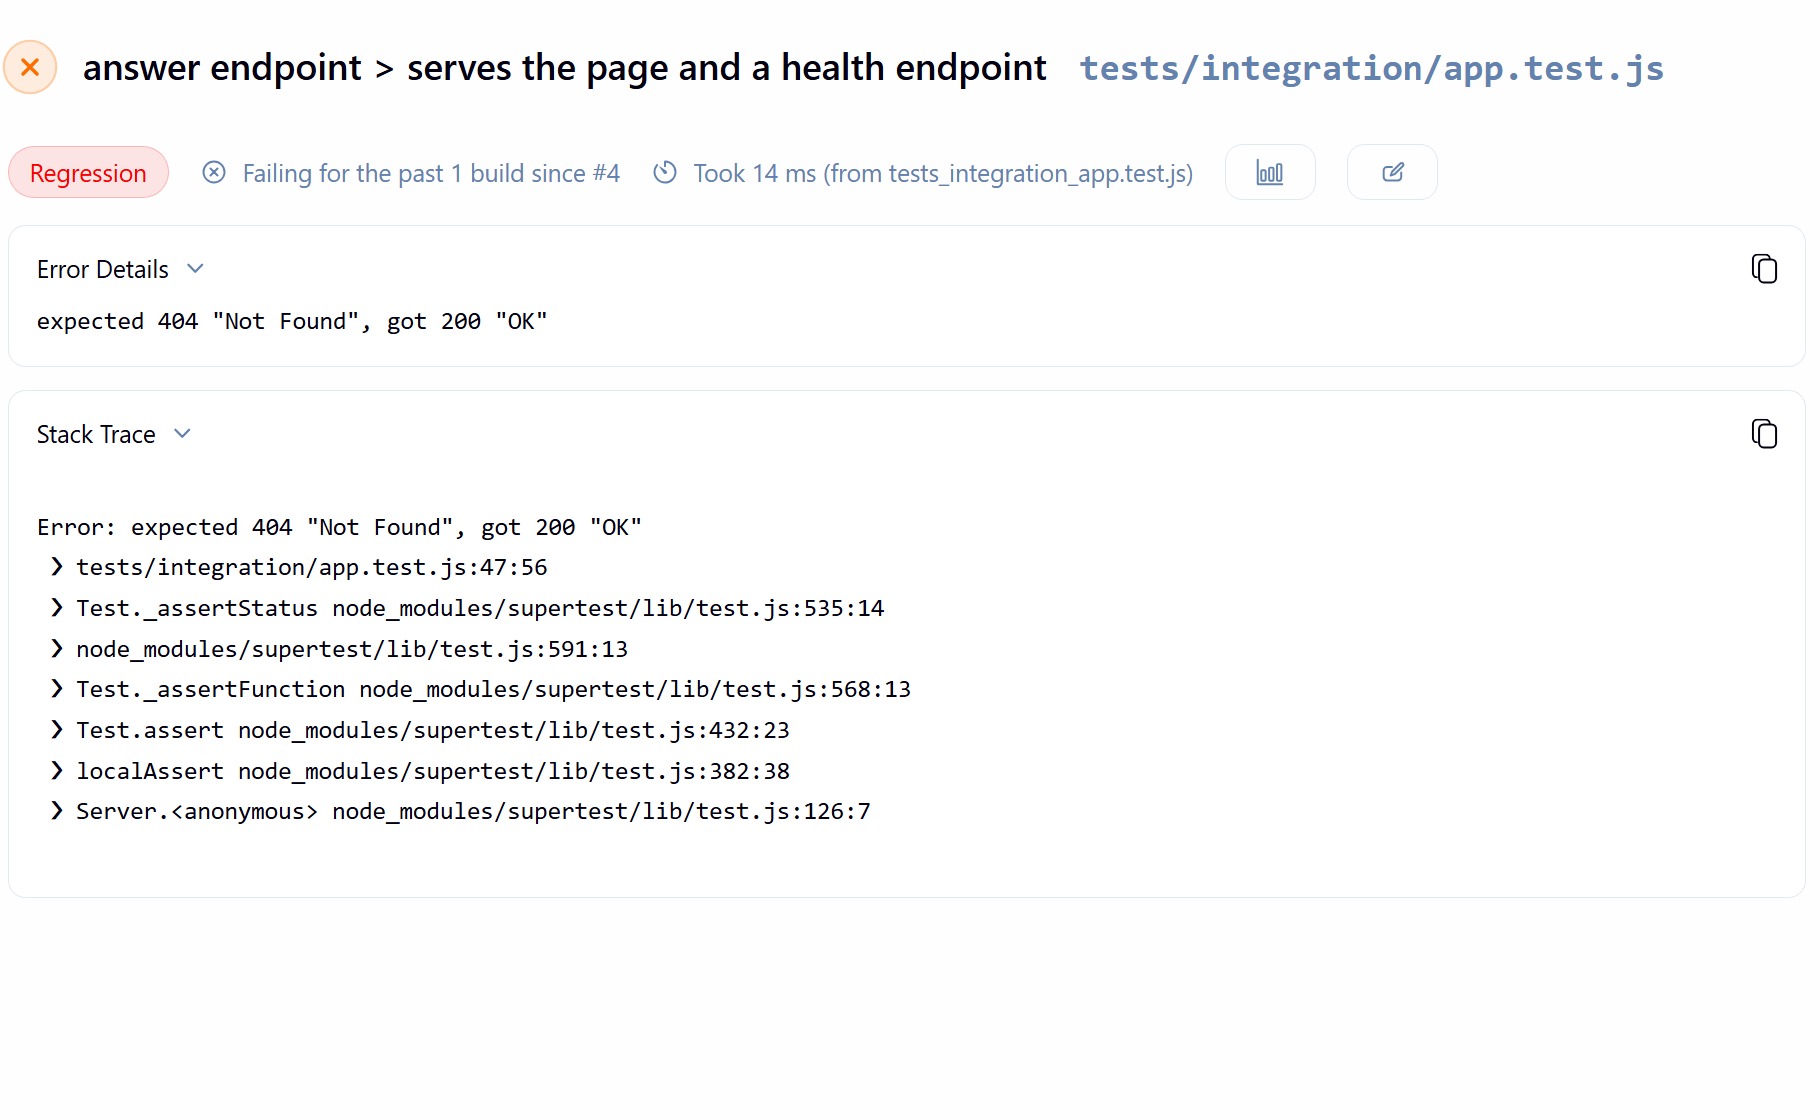 answer endpoint > serves the page and a health endpoint tests/integration/app.test.js
Regression Failing for the past 1 build since #4 Took 14 ms (from tests_integration_app.test.js)
Error Details
expected 404 "Not Found", got 200 "OK"
Stack Trace
Error: expected 404 "Not Found", got 200 "OK"
❯ tests/integration/app.test.js:47:56
❯ Test._assertStatus node_modules/supertest/lib/test.js:535:14
❯ node_modules/supertest/lib/test.js:591:13
❯ Test._assertFunction node_modules/supertest/lib/test.js:568:13
❯ Test.assert node_modules/supertest/lib/test.js:432:23
❯ localAssert node_modules/supertest/lib/test.js:382:38
❯ Server.<anonymous> node_modules/supertest/lib/test.js:126:7